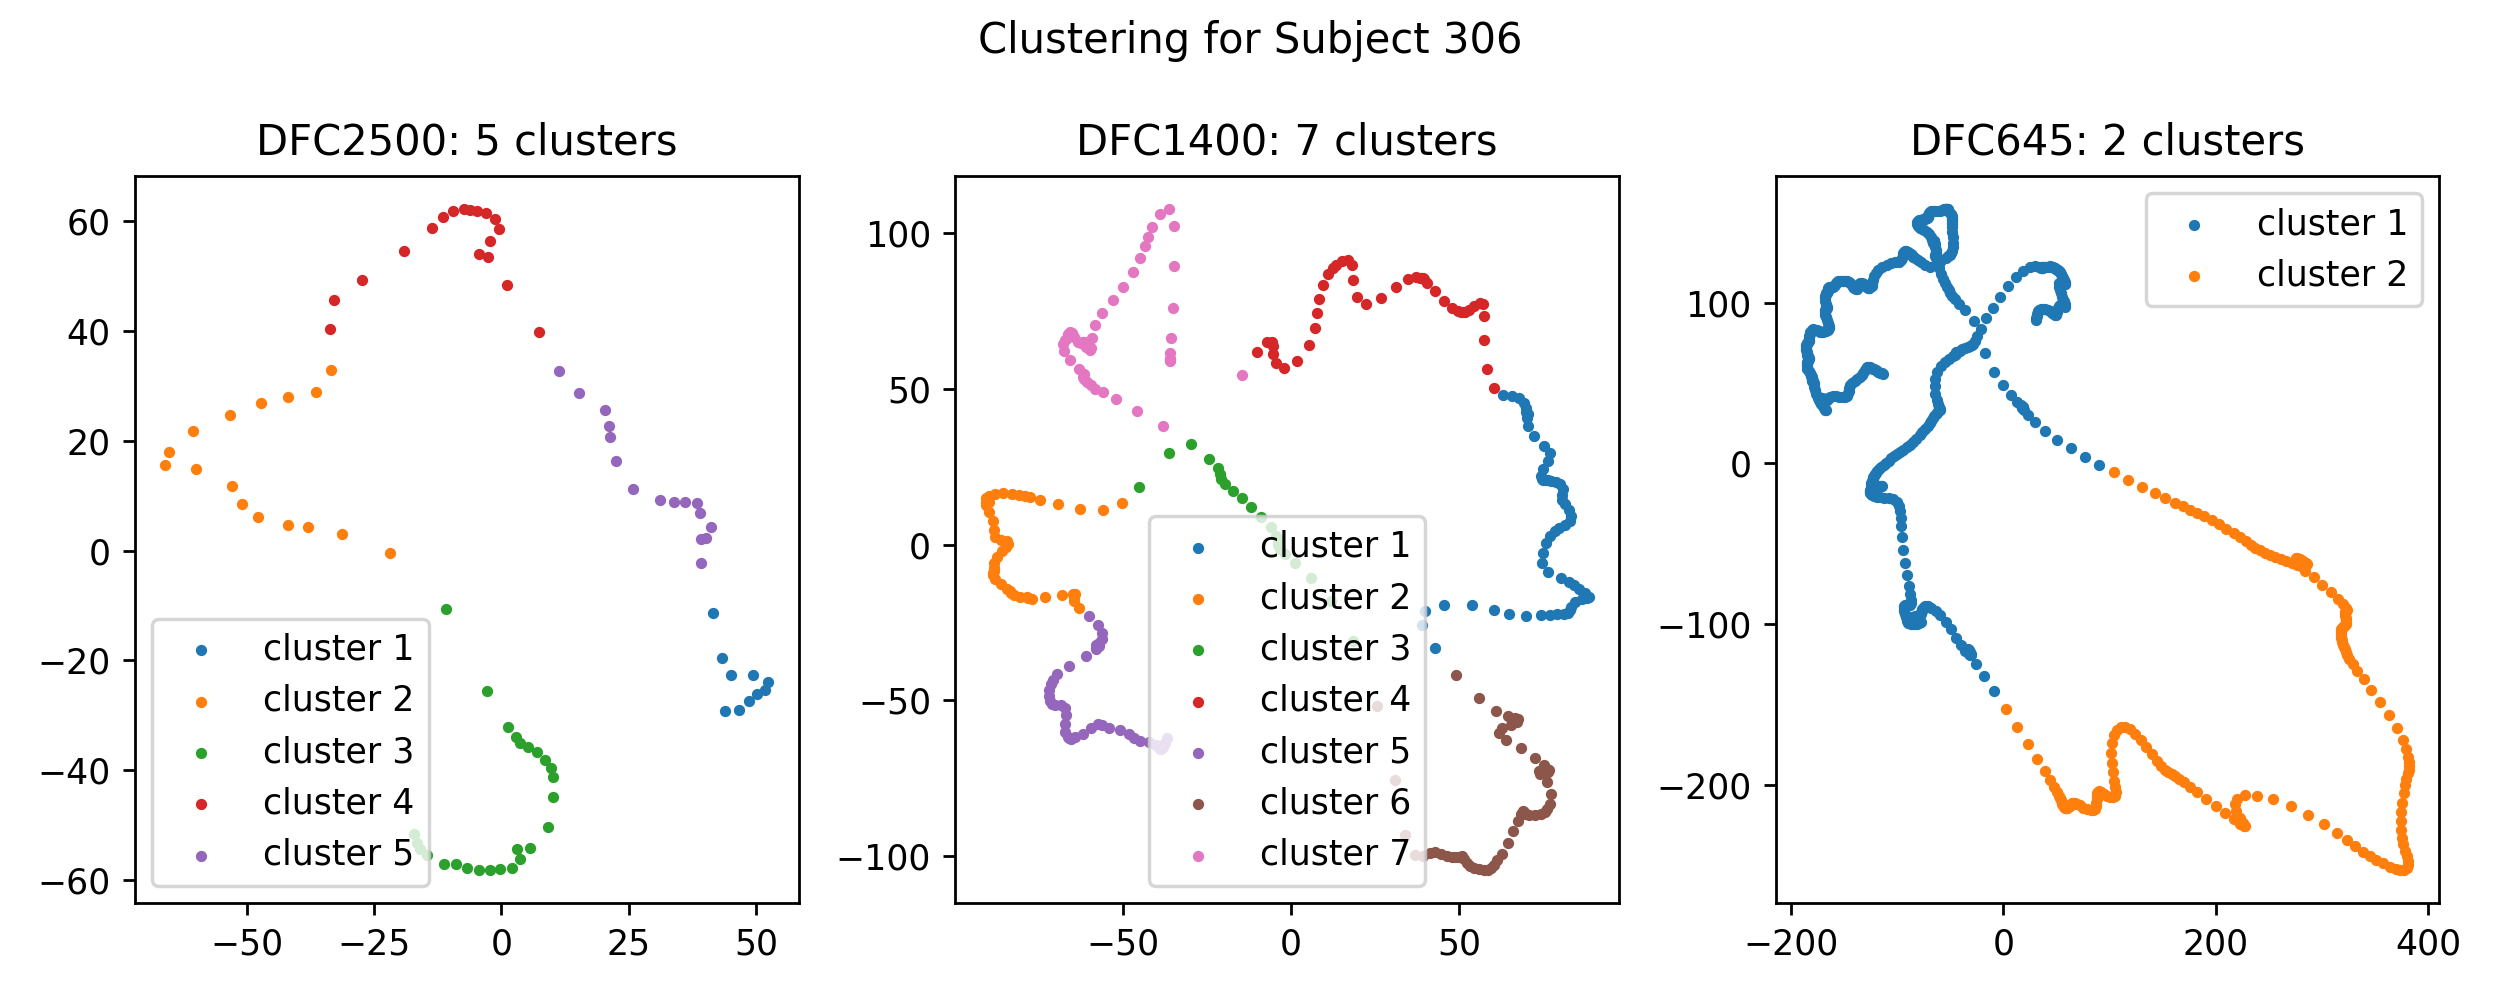 Clustering for Subject 306
DFC2500: 5 clusters
60
40
20
0
−20
−40
−60
−50
−25
0
25
50
cluster 1
cluster 2
cluster 3
cluster 4
cluster 5
DFC1400: 7 clusters
100
50
0
−50
−100
−50
0
50
cluster 1
cluster 2
cluster 3
cluster 4
cluster 5
cluster 6
cluster 7
DFC645: 2 clusters
100
0
−100
−200
−200
0
200
400
cluster 1
cluster 2